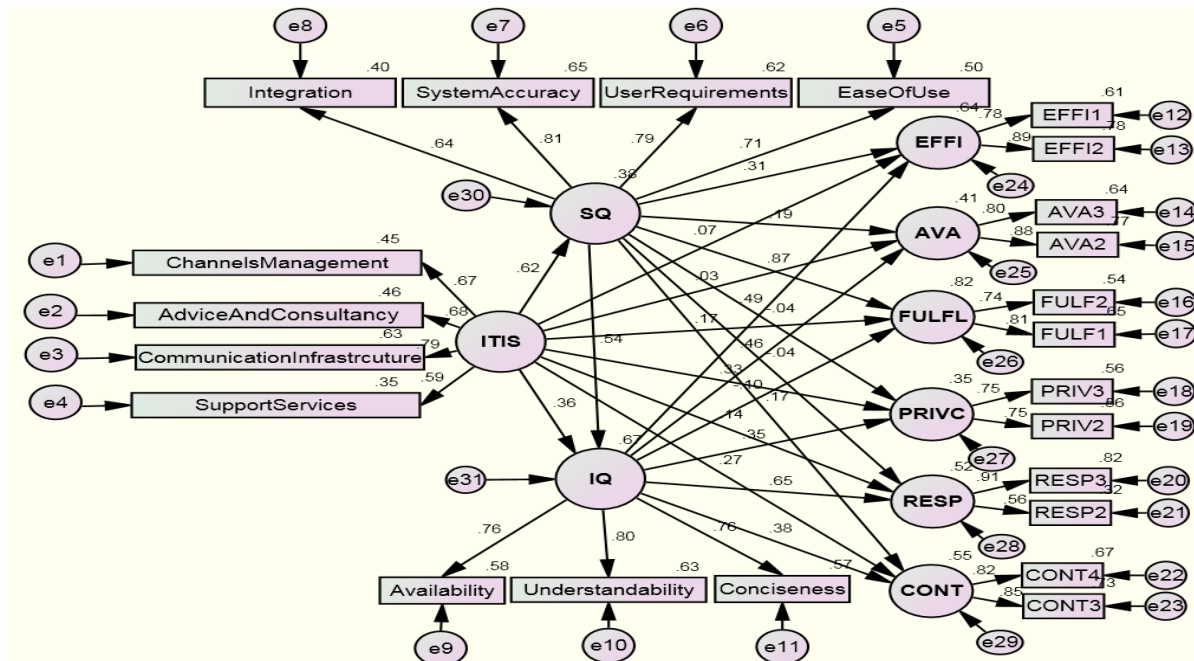 e8
e7
e6
e5
.40
.65
.62
.50
Integration
SystemAccuracy
UserRequirements
EaseOfUse
.64
.81
.79
.71
.64
.78
.61
EFFI1
e12
EFFI
.89
.78
EFFI2
e13
e24
.31
.38
e30
SQ
.19
.07
.41
.80
.64
AVA3
e14
AVA
.88
.77
AVA2
e15
e25
e1
.45
ChannelsManagement
.67
.62
.03
.87
e2
.46
AdviceAndConsultancy
.68
.82
.74
.54
FULF2
e16
FULFL
.81
.65
FULF1
e17
e26
.49
-.04
.17
ITIS
.54
.46
-.04
e3
.63
CommunicationInfrastrcuture
.79
.33
.10
.17
e4
.35
SupportServices
.59
.36
.35
.75
.56
PRIV3
e18
PRIVC
.75
.56
PRIV2
e19
e27
.14
.35
.67
.27
e31
IQ
.65
.52
.91
.82
RESP3
e20
RESP
.56
.32
RESP2
e21
e28
.76
.80
.76
.38
.58
.63
.57
Availability
Understandability
Conciseness
.55
.82
.67
CONT4
e22
CONT
.85
.73
CONT3
e23
e29
e9
e10
e11